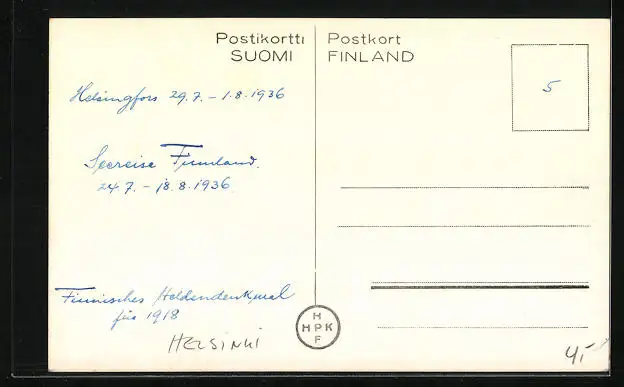 Postikortti
SUOMI
Postkort
FINLAND
5
Helsingfors 29.7. - 1.8.1936
Seereise Finnland.
24.7. - 18.8.1936
Finnisches Heldendenkmal
für 1918
HELSINKI
H
HPK
F
4,-